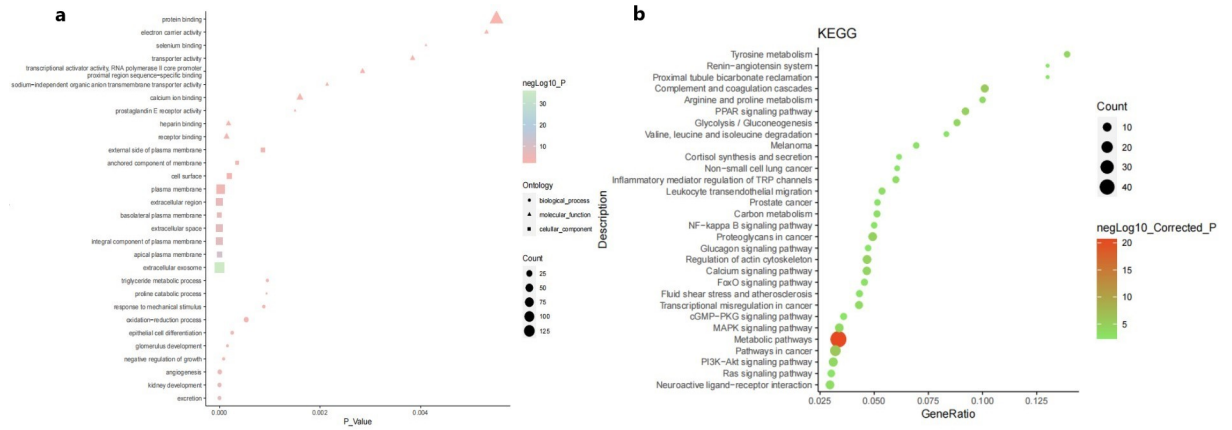 a
protein binding
electron carrier activity
selenium binding
transporter activity
transcriptional activator activity, RNA polymerase II core promoter
proximal region sequence-specific binding
sodium-independent organic anion transmembrane transporter activity
calcium ion binding
prostaglandin E receptor activity
heparin binding
receptor binding
external side of plasma membrane
anchored component of membrane
cell surface
plasma membrane
extracellular region
basolateral plasma membrane
extracellular space
integral component of plasma membrane
apical plasma membrane
extracellular exosome
triglyceride metabolic process
proline catabolic process
response to mechanical stimulus
oxidation-reduction process
epithelial cell differentiation
glomerulus development
negative regulation of growth
angiogenesis
kidney development
excretion
0.000
0.002
0.004
P_Value
negLog10_P
30
20
10
Ontology
biological_process
molecular_function
cellular_component
Count
25
50
75
100
125
b
KEGG
Description
Tyrosine metabolism
Renin-angiotensin system
Proximal tubule bicarbonate reclamation
Complement and coagulation cascades
Arginine and proline metabolism
PPAR signaling pathway
Glycolysis / Gluconeogenesis
Valine, leucine and isoleucine degradation
Melanoma
Cortisol synthesis and secretion
Non-small cell lung cancer
Inflammatory mediator regulation of TRP channels
Leukocyte transendothelial migration
Prostate cancer
Carbon metabolism
NF-kappa B signaling pathway
Proteoglycans in cancer
Glucagon signaling pathway
Regulation of actin cytoskeleton
Calcium signaling pathway
FoxO signaling pathway
Fluid shear stress and atherosclerosis
Transcriptional misregulation in cancer
cGMP-PKG signaling pathway
MAPK signaling pathway
Metabolic pathways
Pathways in cancer
PI3K-Akt signaling pathway
Ras signaling pathway
Neuroactive ligand-receptor interaction
0.025
0.050
0.075
0.100
0.125
GeneRatio
Count
10
20
30
40
negLog10_Corrected_P
20
15
10
5